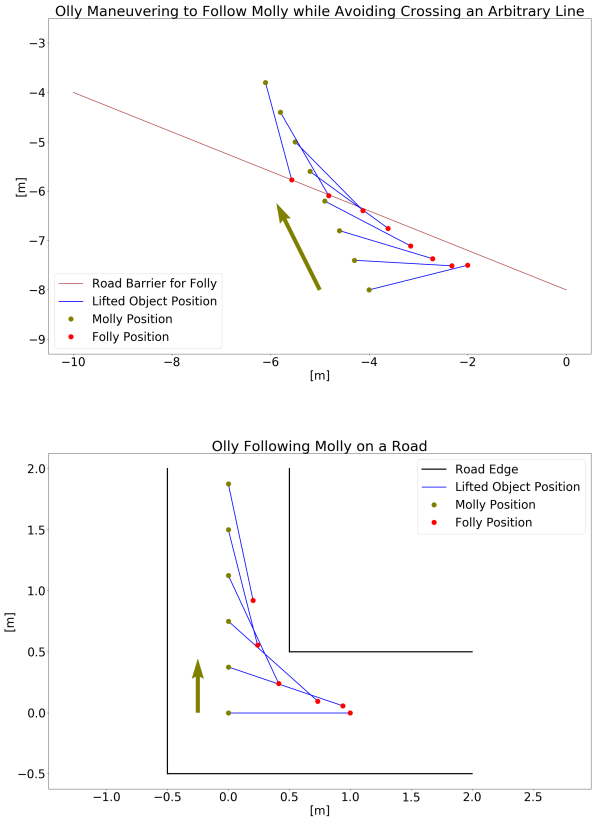 Olly Maneuvering to Follow Molly while Avoiding Crossing an Arbitrary Line
−3
−4
−5
−6
−7
−8
−9
[m]
Road Barrier for Folly
Lifted Object Position
Molly Position
Folly Position
−10
−8
−6
−4
−2
0
[m]
Olly Following Molly on a Road
2.0
1.5
1.0
0.5
0.0
−0.5
[m]
Road Edge
Lifted Object Position
Molly Position
Folly Position
−1.0
−0.5
0.0
0.5
1.0
1.5
2.0
2.5
[m]